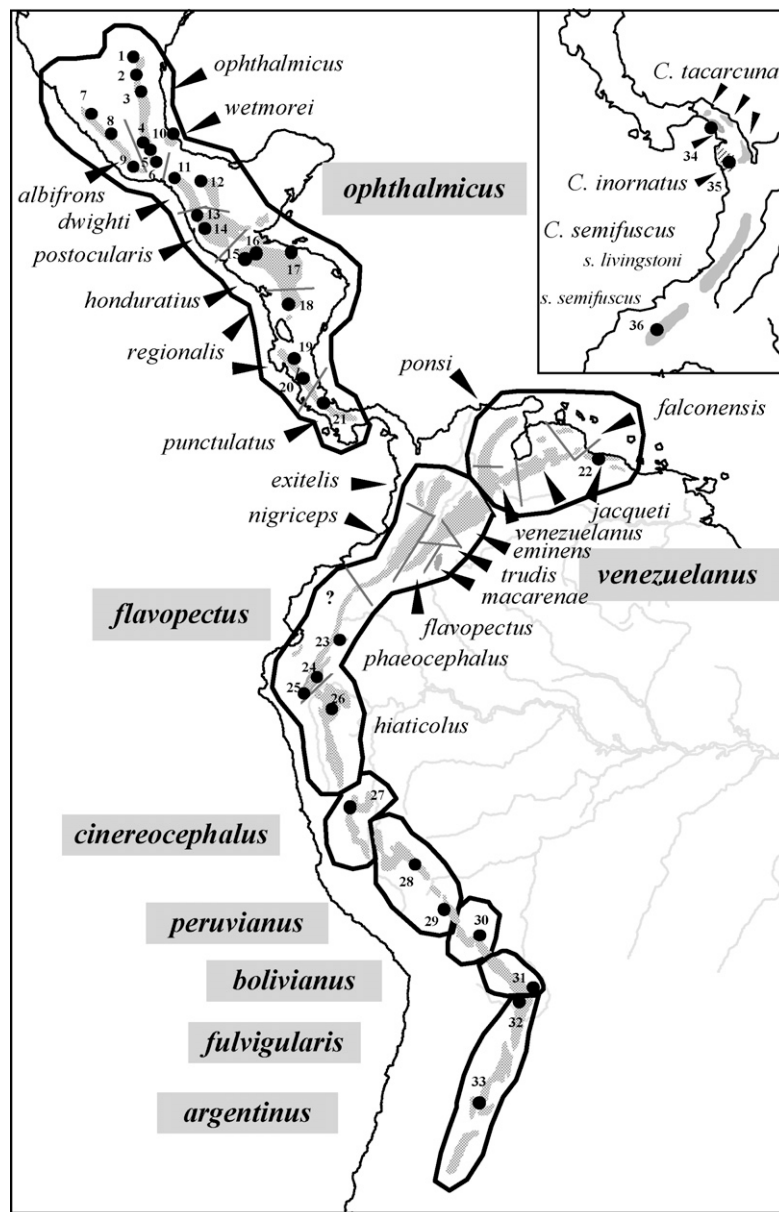 1
2
3
7
8
4
10
5
9
6
11
12
13
14
16
15
17
18
19
20
21
ophthalmicus
wetmorei
ophthalmicus
albifrons
dwighti
postocularis
honduratius
regionalis
punctulatus
C. tacarcuna
34
C. inornatus
35
C. semifuscus
s. livingstoni
s. semifuscus
36
ponsi
falconensis
22
exitelis
jacqueti
nigriceps
venezuelanus
eminens
trudis
venezuelanus
macarenae
?
flavopectus
flavopectus
23
phaeocephalus
24
25
26
hiaticolus
27
cinereocephalus
28
29
30
peruvianus
bolivianus
31
32
fulvigularis
33
argentinus